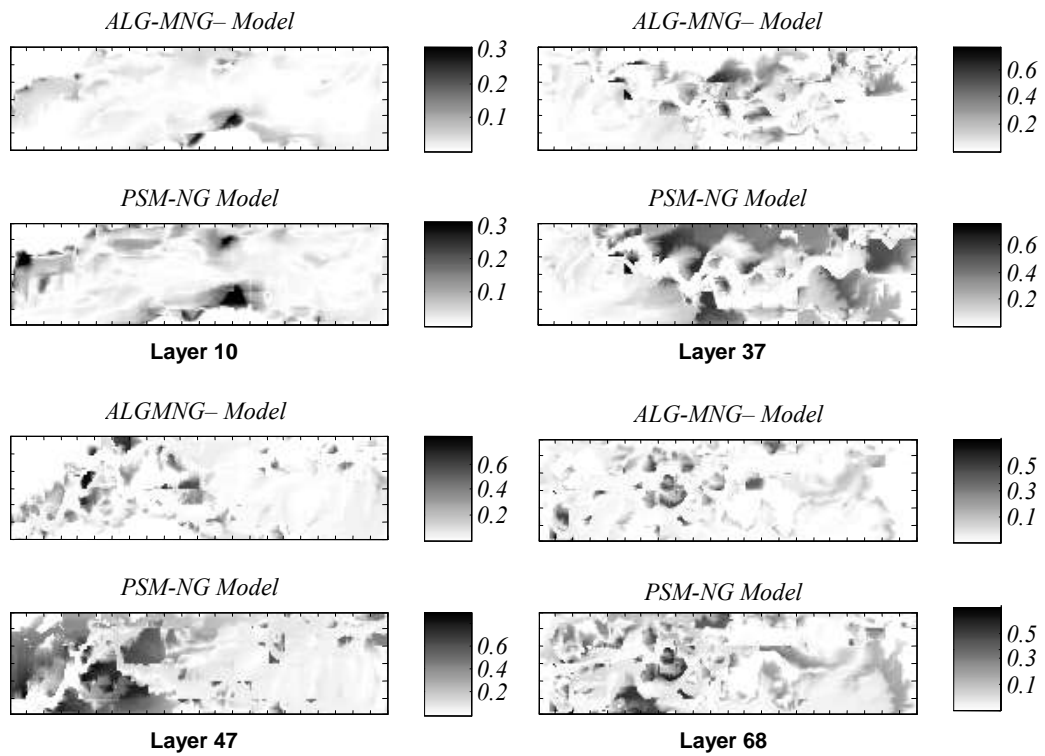 ALG-MNG– Model
0.3
0.2
0.1
PSM-NG Model
0.3
0.2
0.1
Layer 10
ALG-MNG– Model
0.6
0.4
0.2
PSM-NG Model
0.6
0.4
0.2
Layer 37
ALGMNG– Model
0.6
0.4
0.2
PSM-NG Model
0.6
0.4
0.2
Layer 47
ALG-MNG– Model
0.5
0.3
0.1
PSM-NG Model
0.5
0.3
0.1
Layer 68